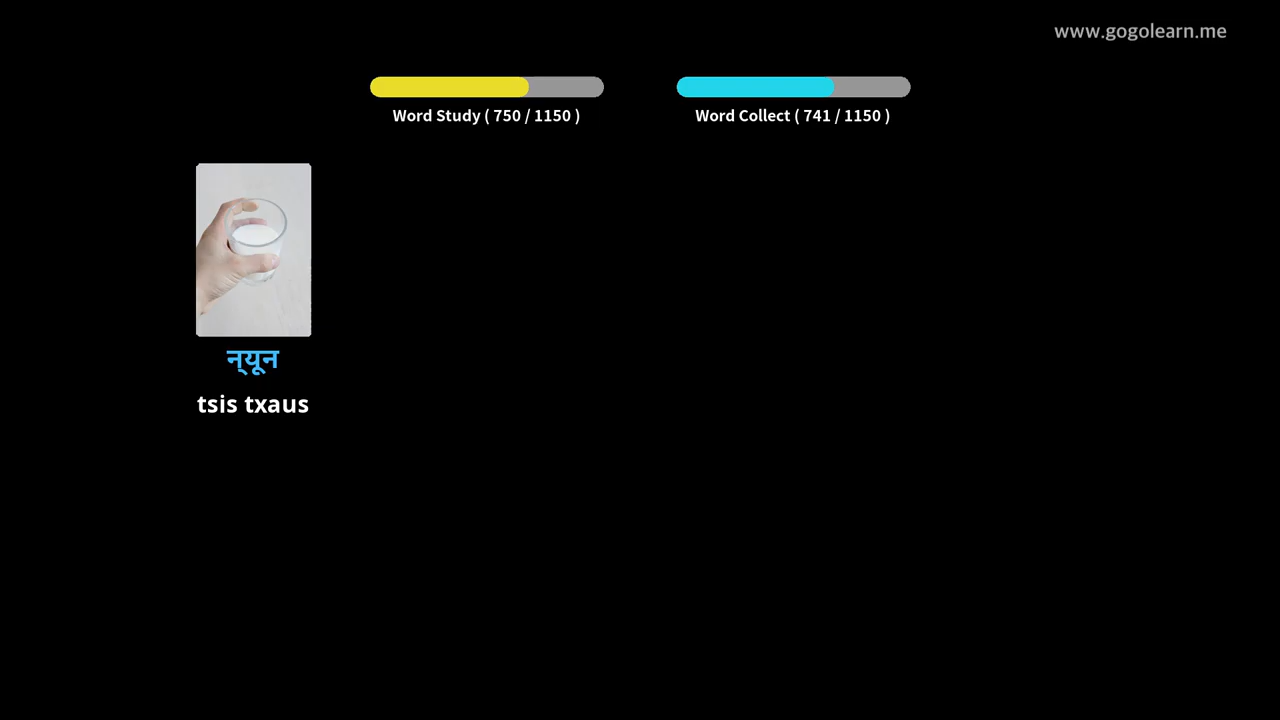 www.gogolearn.me
Word Study ( 750 / 1150 )
Word Collect ( 741 / 1150 )
न्यून
tsis txaus